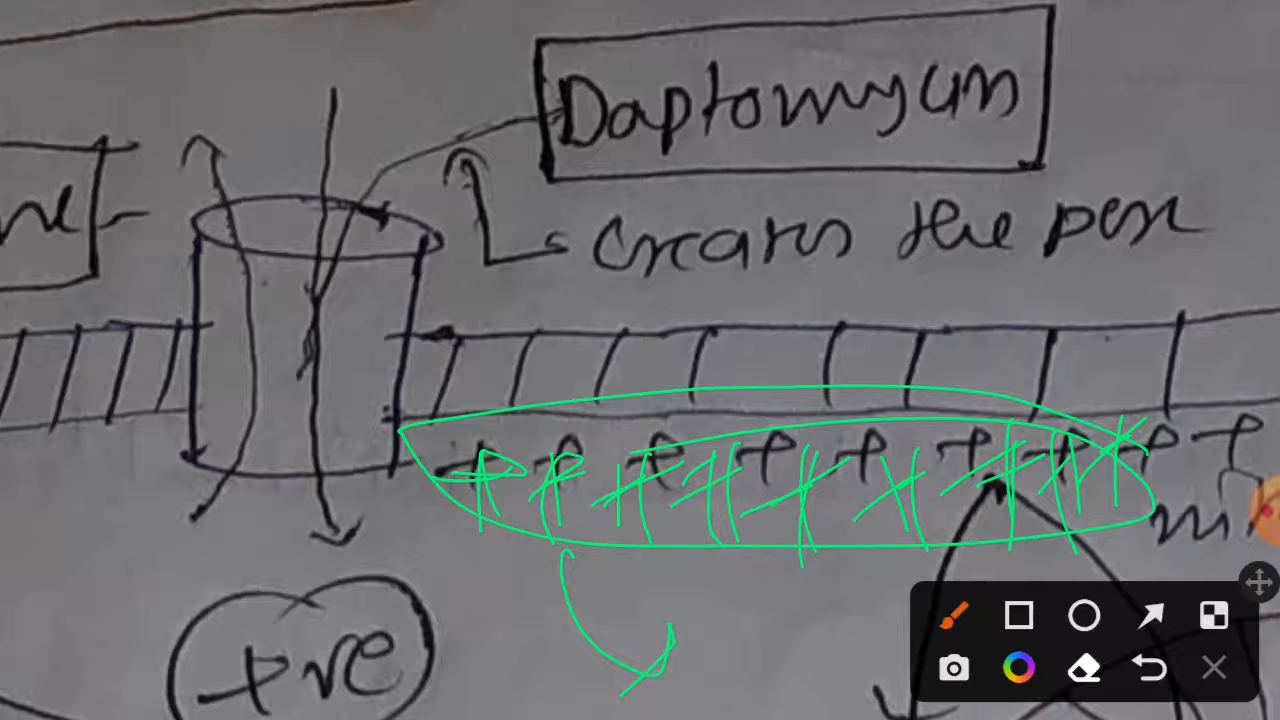 Daptomycin
creates the pore
+ + + + + + + + +
+ve